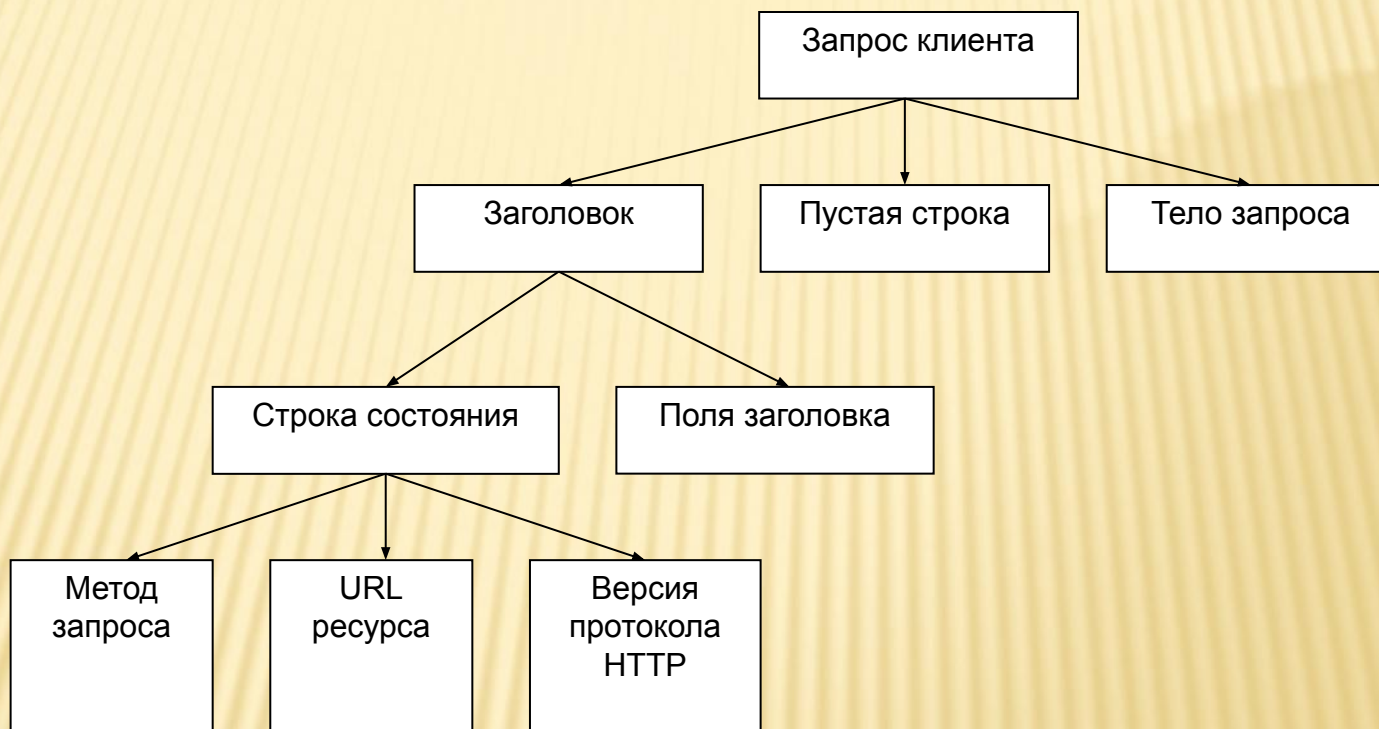 Запрос клиента
Заголовок
Пустая строка
Тело запроса
Строка состояния
Поля заголовка
Метод
запроса
URL
ресурса
Версия
протокола
HTTP